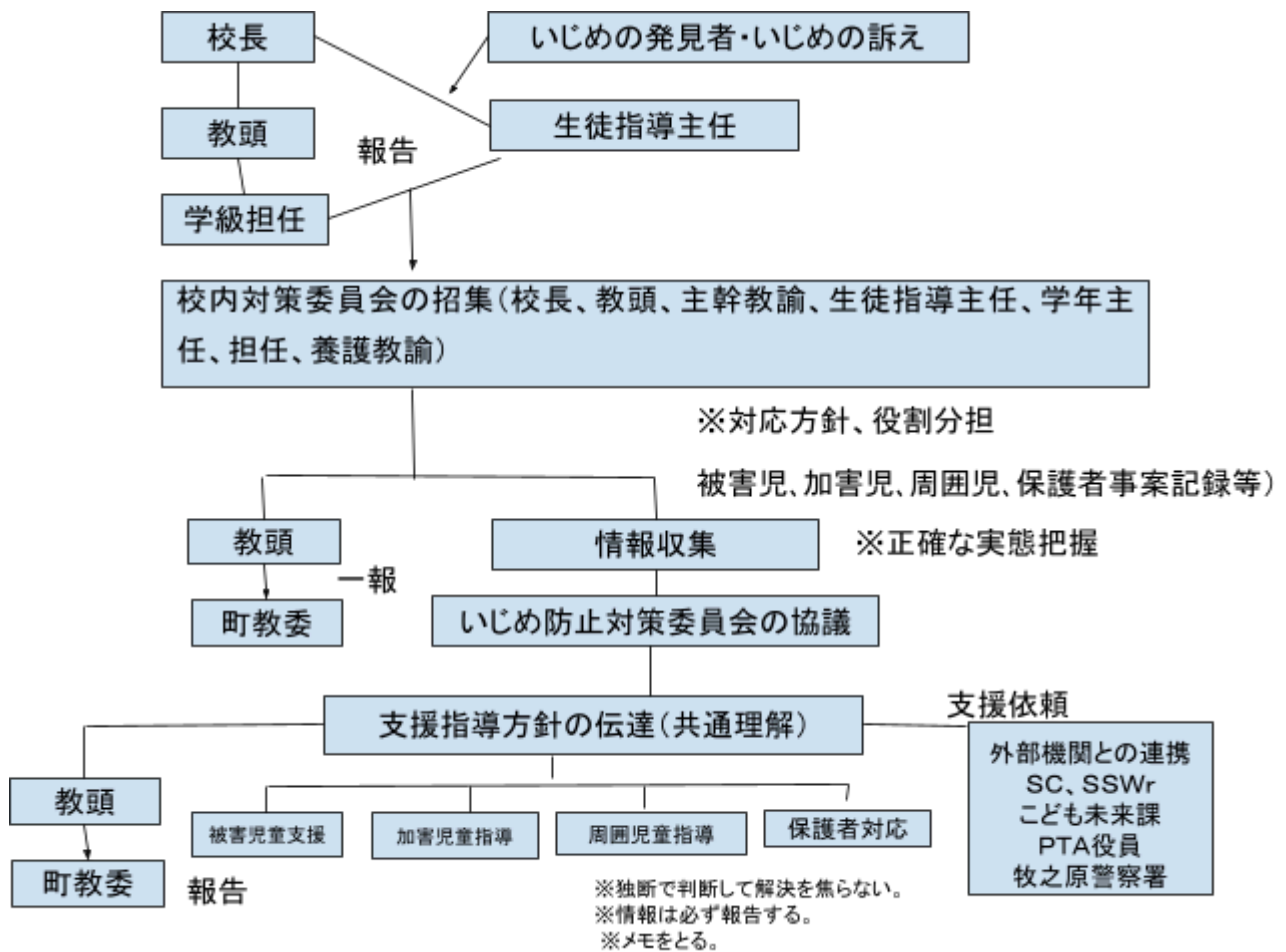 校長
いじめの発見者・いじめの訴え
教頭
生徒指導主任
報告
学級担任
校内対策委員会の招集（校長、教頭、主幹教諭、生徒指導主任、学年主
任、担任、養護教諭）
※対応方針、役割分担
被害児、加害児、周囲児、保護者事案記録等）
教頭
情報収集
※正確な実態把握
一報
町教委
いじめ防止対策委員会の協議
支援指導方針の伝達（共通理解）
支援依頼
外部機関との連携
SC、SSWr
こども未来課
PTA役員
牧之原警察署
教頭
被害児童支援
加害児童指導
周囲児童指導
保護者対応
町教委
報告
※独断で判断して解決を焦らない。
※情報は必ず報告する。
※メモをとる。